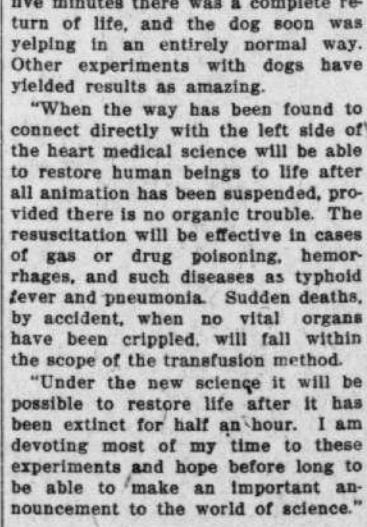 five minutes there was a complete re-
turn of life, and the dog soon was
yelping in an entirely normal way.
Other experiments with dogs have
yielded results as amazing.
"When the way has been found to
connect directly with the left side of
the heart medical science will be able
to restore human beings to life after
all animation has been suspended, pro-
vided there is no organic trouble. The
resuscitation will be effective in cases
of gas or drug poisoning, hemor-
rhages, and such diseases as typhoid
fever and pneumonia. Sudden deaths,
by accident, when no vital organs
have been crippled, will fall within
the scope of the transfusion method.
"Under the new science it will be
possible to restore life after it has
been extinct for half an hour. I am
devoting most of my time to these
experiments and hope before long to
be able to make an important an-
nouncement to the world of science."